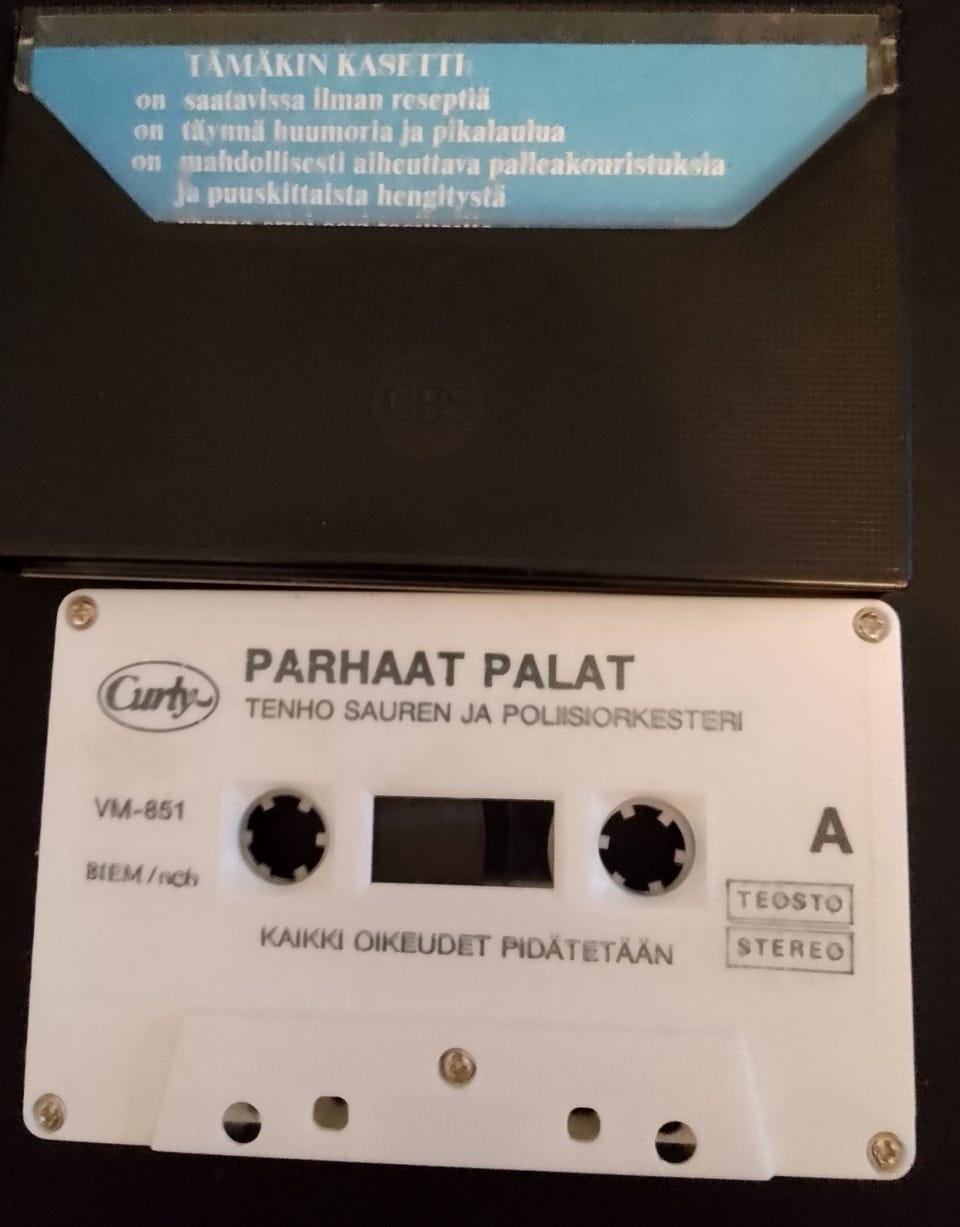 TÄMÄKIN KASETTI
on saatavissa ilman reseptiä
on täynnä huumoria ja pikalaulua
on mahdollisesti aiheuttava palleakouristuksia
ja puuskittaista hengitystä
CBS
Curly
PARHAAT PALAT
TENHO SAUREN JA POLIISIORKESTERI
VM-851
A
BIEM/ncb
TEOSTO
STEREO
KAIKKI OIKEUDET PIDÄTETÄÄN